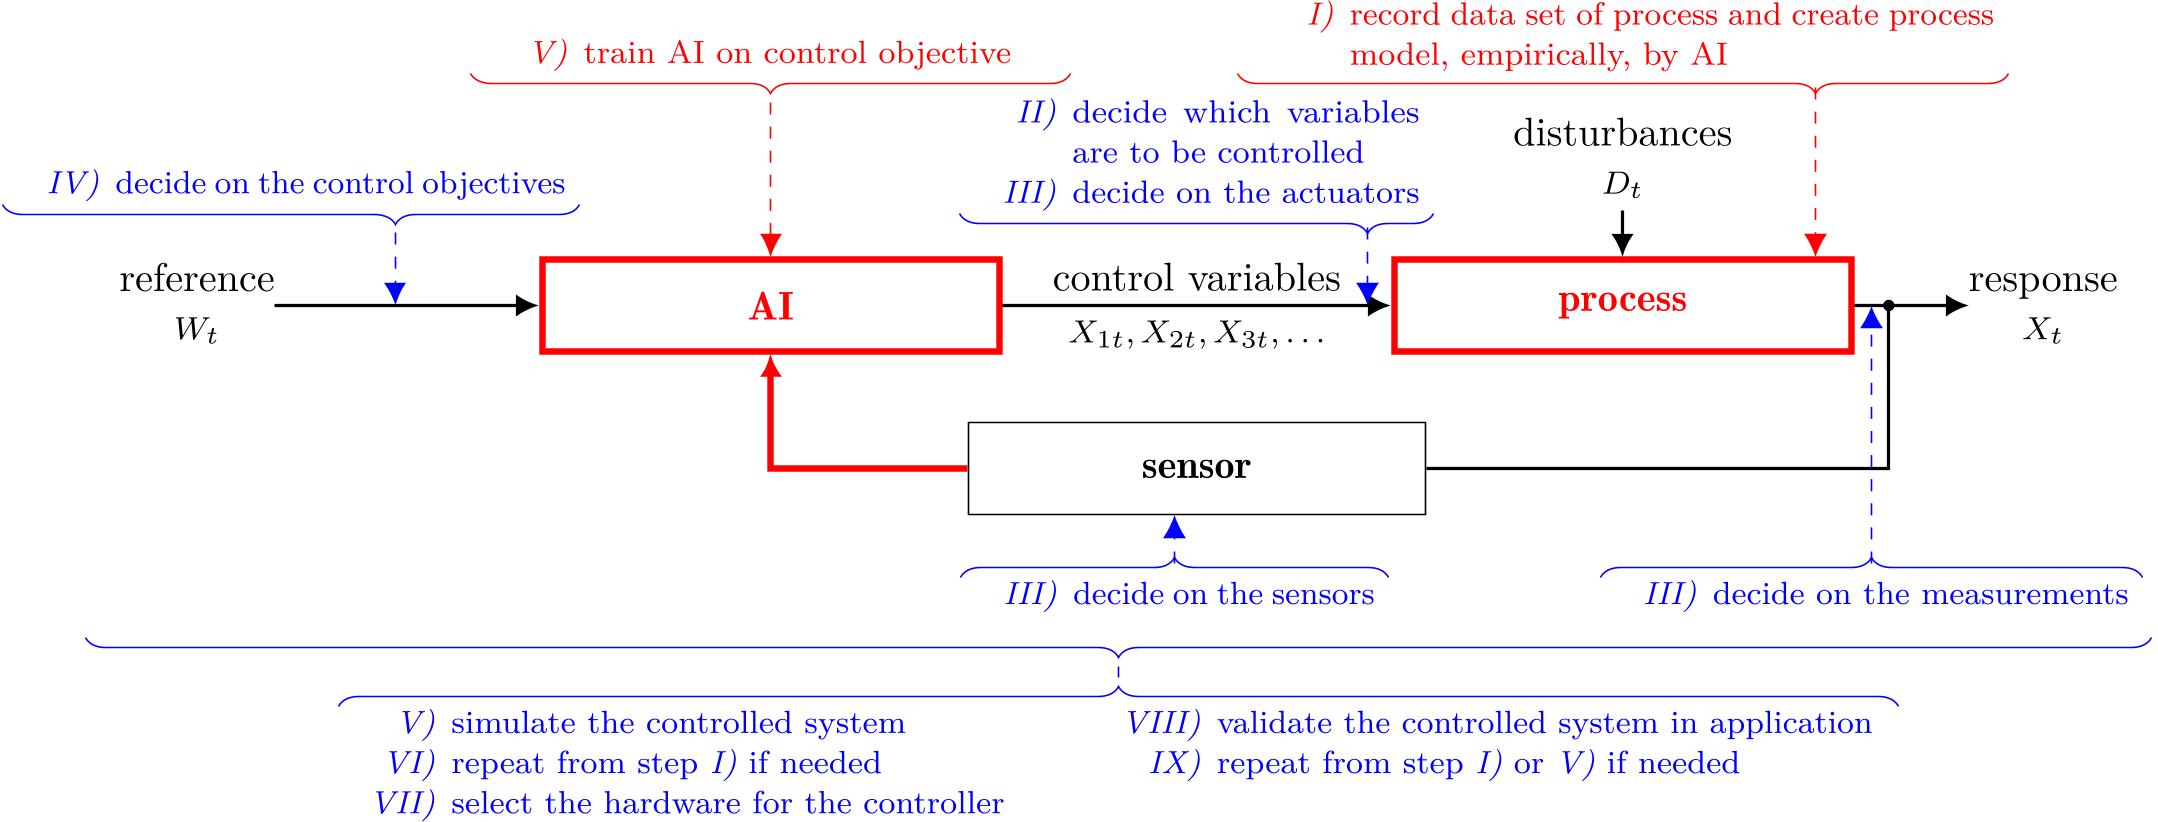 I) record data set of process and create process
model, empirically, by AI
V) train AI on control objective
II) decide which variables
are to be controlled
III) decide on the actuators
disturbances
D_t
IV) decide on the control objectives
reference
W_t
AI
control variables
X_{1t}, X_{2t}, X_{3t}, …
process
response
X_t
sensor
III) decide on the sensors
III) decide on the measurements
V) simulate the controlled system
VI) repeat from step I) if needed
VII) select the hardware for the controller
VIII) validate the controlled system in application
IX) repeat from step I) or V) if needed